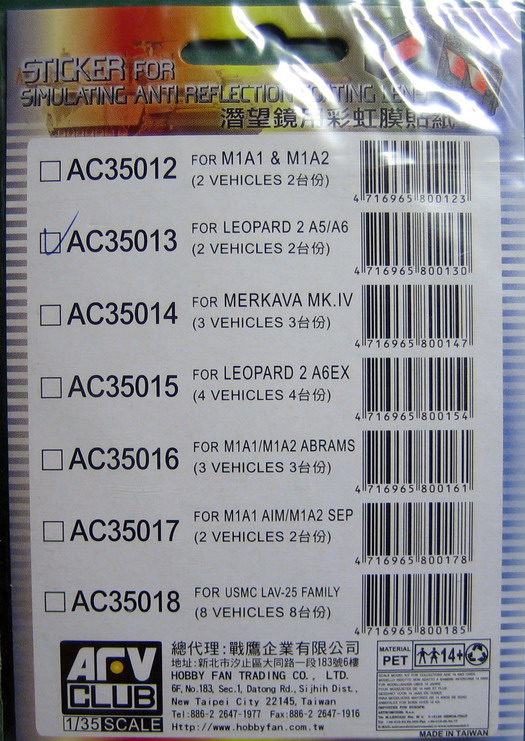 STICKER FOR
SIMULATING ANTI REFLECTION COATING LENS
潛望鏡用彩虹膜貼紙
AC35012 FOR M1A1 & M1A2
(2 VEHICLES 2台份)
4 716965 800123
AC35013 FOR LEOPARD 2 A5/A6
(2 VEHICLES 2台份)
4 716965 800130
AC35014 FOR MERKAVA MK.IV
(3 VEHICLES 3台份)
4 716965 800147
AC35015 FOR LEOPARD 2 A6EX
(4 VEHICLES 4台份)
4 716965 800154
AC35016 FOR M1A1/M1A2 ABRAMS
(3 VEHICLES 3台份)
4 716965 800161
AC35017 FOR M1A1 AIM/M1A2 SEP
(2 VEHICLES 2台份)
4 716965 800178
AC35018 FOR USMC LAV-25 FAMILY
(8 VEHICLES 8台份)
4 716965 800185
AFV
CLUB
1/35 SCALE
總代理:戰鷹企業有限公司
地址:新北市汐止區大同路一段183號6樓
HOBBY FAN TRADING CO., LTD.
6F, No.183, Sec.1, Datong Rd., Sijhih Dist.,
New Taipei City 22145, Taiwan
Tel:886-2 2647-1977 Fax:886-2 2647-1916
Http://www.hobbyfan.com.tw
MATERIAL
PET
14+
MADE IN TAIWAN